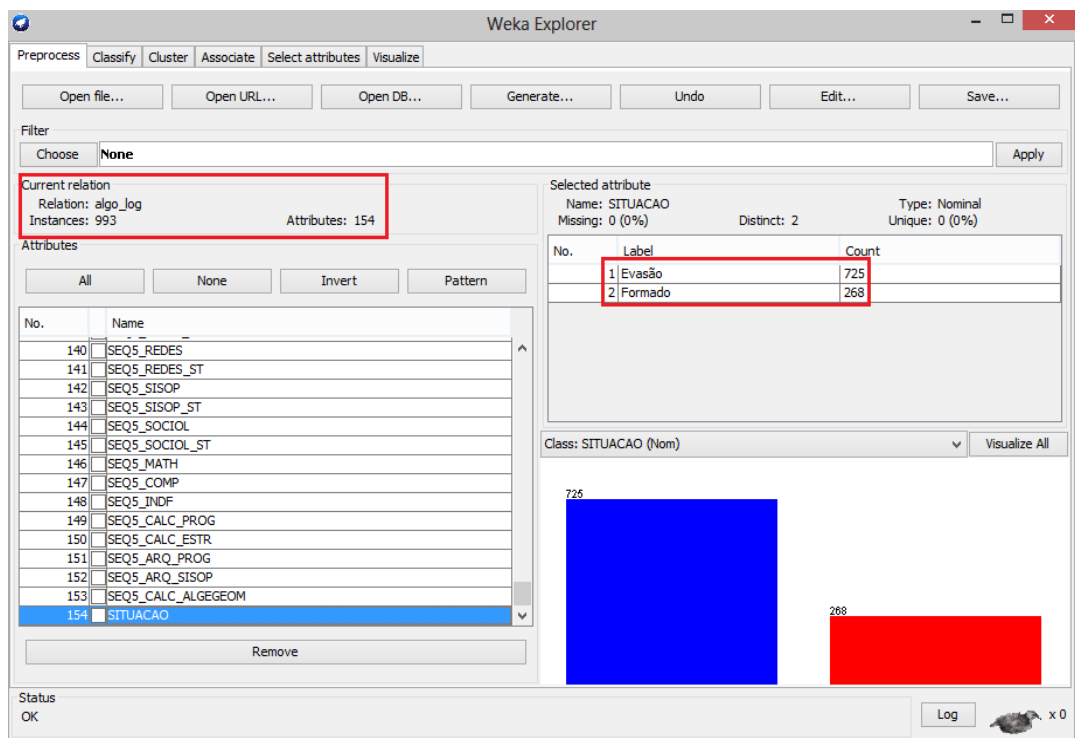 Weka Explorer
Preprocess Classify Cluster Associate Select attributes Visualize
Open file... Open URL... Open DB... Generate... Undo Edit... Save...
Filter
Choose None Apply
Current relation
Relation: algo_log
Instances: 993 Attributes: 154
Attributes
All None Invert Pattern
No. Name
140 SEQ5_REDES
141 SEQ5_REDES_ST
142 SEQ5_SISOP
143 SEQ5_SISOP_ST
144 SEQ5_SOCIOL
145 SEQ5_SOCIOL_ST
146 SEQ5_MATH
147 SEQ5_COMP
148 SEQ5_INDF
149 SEQ5_CALC_PROG
150 SEQ5_CALC_ESTR
151 SEQ5_ARQ_PROG
152 SEQ5_ARQ_SISOP
153 SEQ5_CALC_ALGEGEOM
154 SITUACAO
Remove
Selected attribute
Name: SITUACAO Type: Nominal
Missing: 0 (0%) Distinct: 2 Unique: 0 (0%)
No. Label Count
1 Evasão 725
2 Formado 268
Class: SITUACAO (Nom) Visualize All
725
268
Status
OK
Log x 0